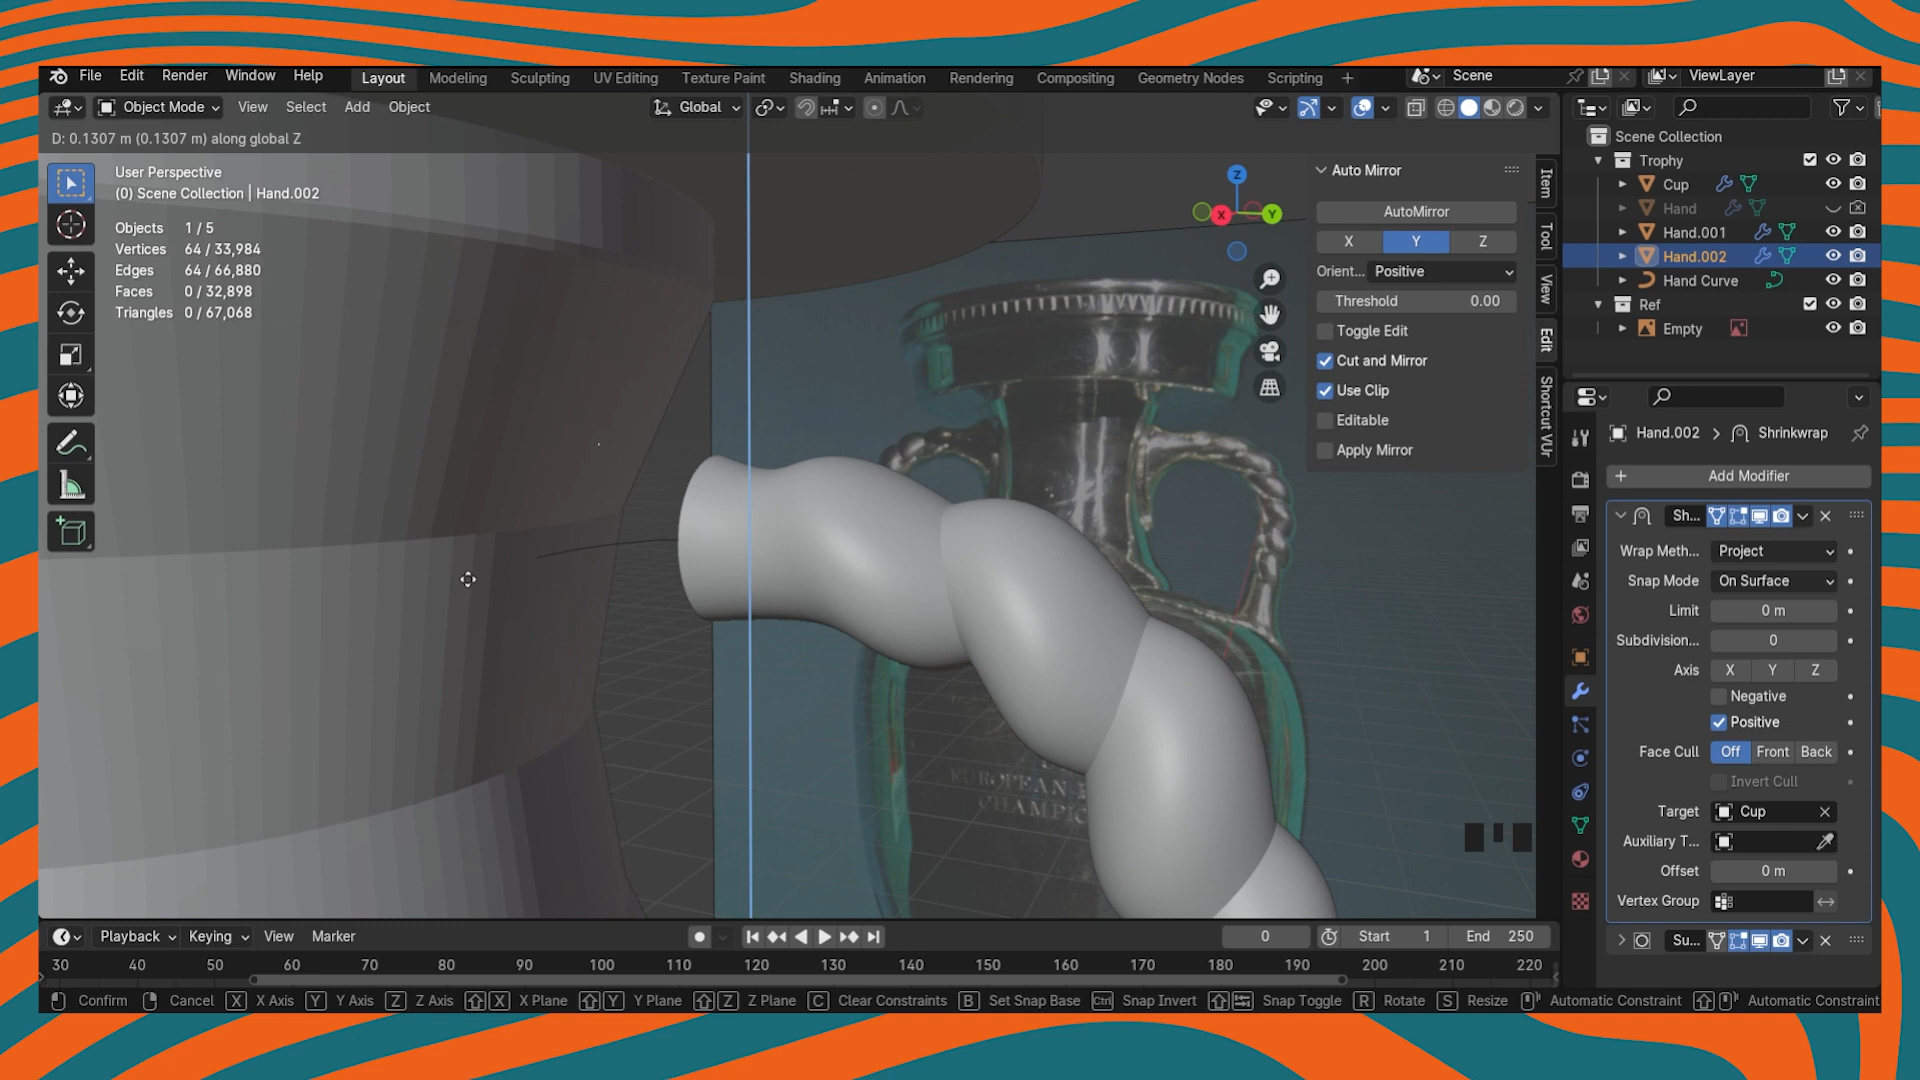 File Edit Render Window Help Layout Modeling Sculpting UV Editing Texture Paint Shading Animation Rendering Compositing Geometry Nodes Scripting + Scene ViewLayer
Object Mode View Select Add Object Global
D: 0.1307 m (0.1307 m) along global Z
User Perspective
(0) Scene Collection | Hand.002
Objects 1 / 5
Vertices 64 / 33,984
Edges 64 / 66,880
Faces 0 / 32,898
Triangles 0 / 67,068
Z
X
Y
Auto Mirror
AutoMirror
X Y Z
Orient... Positive
Threshold 0.00
Toggle Edit
Cut and Mirror
Use Clip
Editable
Apply Mirror
Item
Tool
View
Edit
Shortcut VUr
EUROPEAN
CHAMPIC
Scene Collection
Trophy
Cup
Hand
Hand.001
Hand.002
Hand Curve
Ref
Empty
Hand.002 > Shrinkwrap
+ Add Modifier
Sh...
Wrap Meth... Project
Snap Mode On Surface
Limit 0 m
Subdivision... 0
Axis X Y Z
Negative
Positive
Face Cull Off Front Back
Invert Cull
Target Cup
Auxiliary T...
Offset 0 m
Vertex Group
Su...
Playback Keying View Marker 0 Start 1 End 250
30 40 50 60 70 80 90 100 110 120 130 140 150 160 170 180 190 200 210 220
Confirm Cancel X X Axis Y Y Axis Z Z Axis X X Plane Y Y Plane Z Z Plane C Clear Constraints B Set Snap Base Ctrl Snap Invert Snap Toggle R Rotate S Resize Automatic Constraint Automatic Constraint